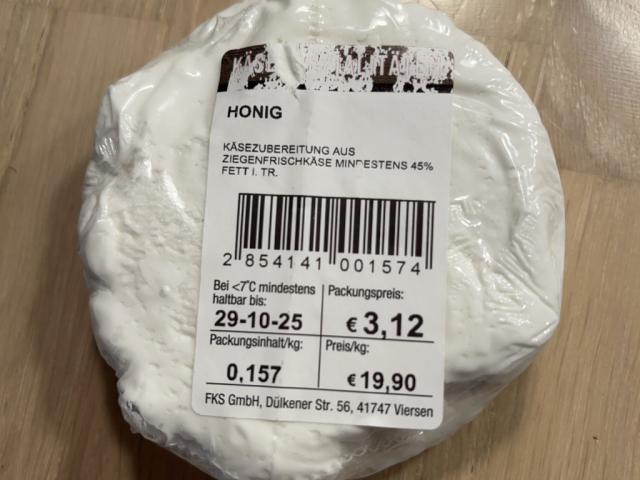 HONIG
KÄSEZUBEREITUNG AUS
ZIEGENFRISCHKÄSE MINDESTENS 45%
FETT I. TR.
2 854141 001574
Bei <7°C mindestens
haltbar bis:
29-10-25
Packungspreis:
€ 3,12
Packungsinhalt/kg:
0,157
Preis/kg:
€ 19,90
FKS GmbH, Dülkener Str. 56, 41747 Viersen